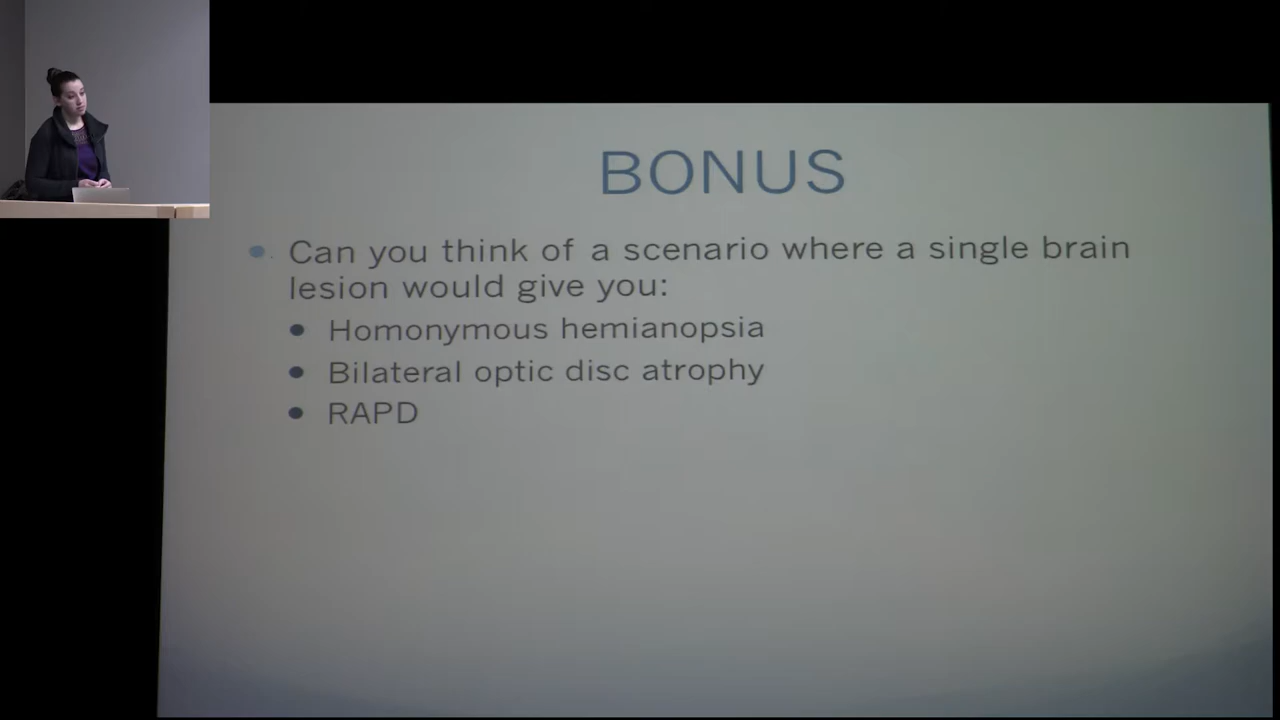 BONUS
Can you think of a scenario where a single brain
lesion would give you:
Homonymous hemianopsia
Bilateral optic disc atrophy
RAPD